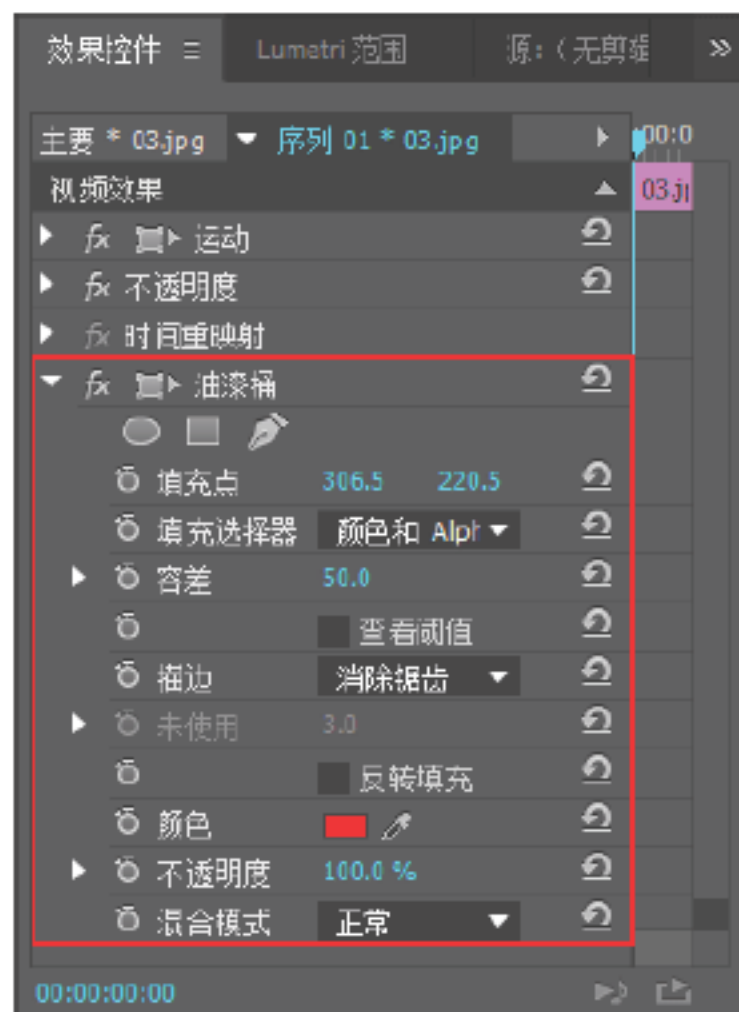 效果控件 Lumetri 范围 源：（无剪辑
主要 * 03.jpg 序列 01 * 03.jpg 00:0
视频效果 03.jp
fx 运动
fx 不透明度
fx 时间重映射
fx 油漆桶
填充点 306.5 220.5
填充选择器 颜色和 Alph
容差 50.0
查看阈值
描边 消除锯齿
未使用 3.0
反转填充
颜色
不透明度 100.0 %
混合模式 正常
00:00:00:00